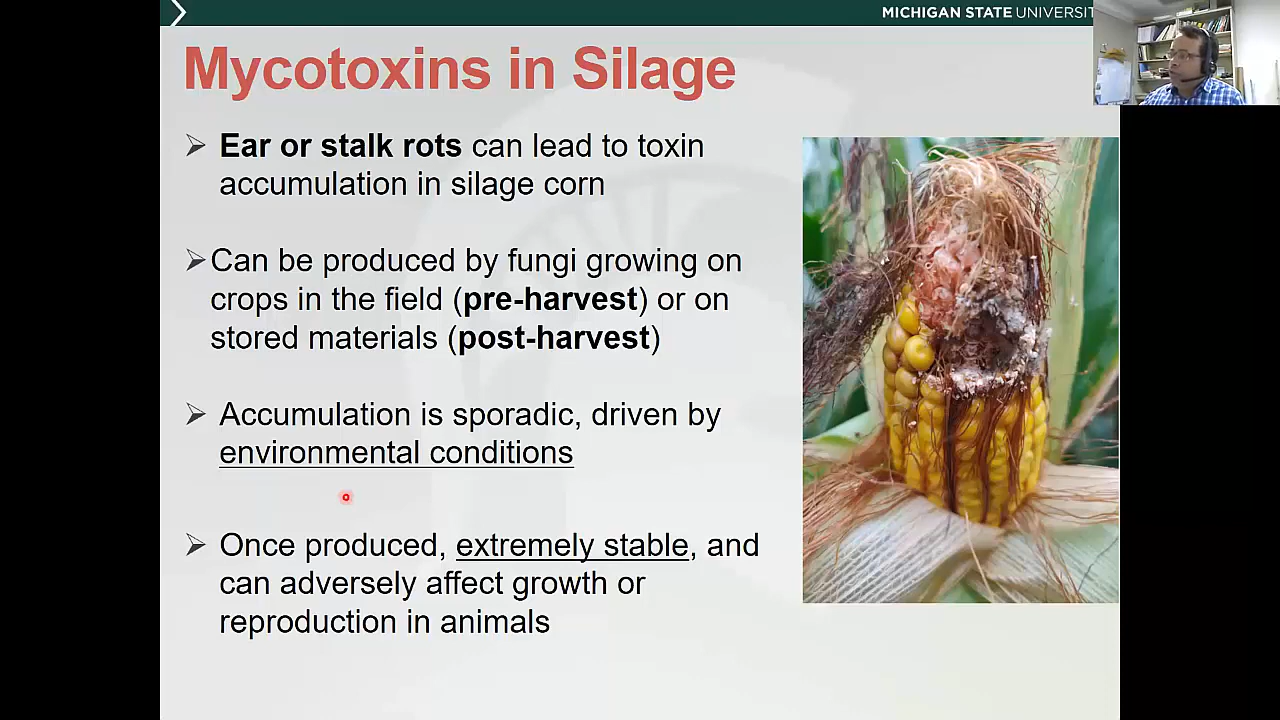 MICHIGAN STATE UNIVERSIT
Mycotoxins in Silage
➢ Ear or stalk rots can lead to toxin
accumulation in silage corn
➢Can be produced by fungi growing on
crops in the field (pre-harvest) or on
stored materials (post-harvest)
➢ Accumulation is sporadic, driven by
environmental conditions
➢ Once produced, extremely stable, and
can adversely affect growth or
reproduction in animals